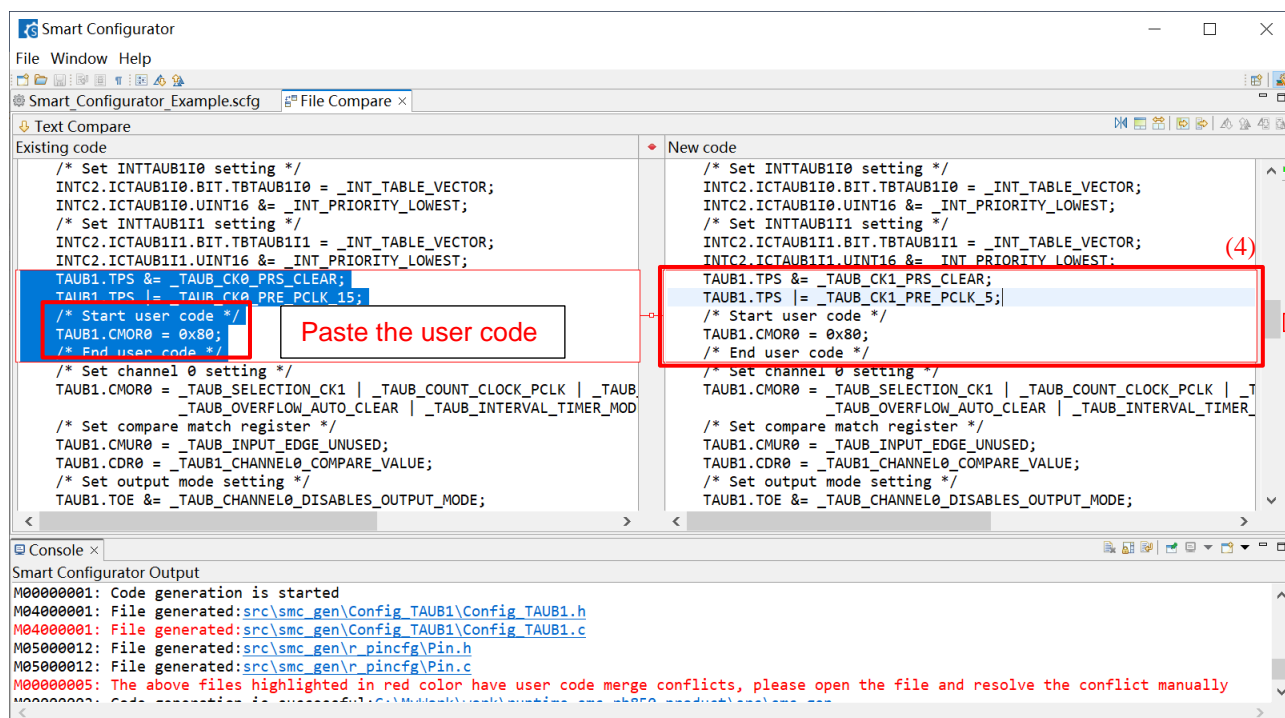 Smart Configurator
File Window Help
Smart_Configurator_Example.scfg File Compare
Text Compare
Existing code
/* Set INTTAUB1I0 setting */
INTC2.ICTAUB1I0.BIT.TBTAUB1I0 = _INT_TABLE_VECTOR;
INTC2.ICTAUB1I0.UINT16 &= _INT_PRIORITY_LOWEST;
/* Set INTTAUB1I1 setting */
INTC2.ICTAUB1I1.BIT.TBTAUB1I1 = _INT_TABLE_VECTOR;
INTC2.ICTAUB1I1.UINT16 &= _INT_PRIORITY_LOWEST;
TAUB1.TPS &= _TAUB_CK0_PRS_CLEAR;
TAUB1.TPS |= _TAUB_CK0_PRE_PCLK_15;
/* Start user code */
TAUB1.CMOR0 = 0x80;
/* End user code */
Paste the user code
/* Set channel 0 setting */
TAUB1.CMOR0 = _TAUB_SELECTION_CK1 | _TAUB_COUNT_CLOCK_PCLK | _TAUB
_TAUB_OVERFLOW_AUTO_CLEAR | _TAUB_INTERVAL_TIMER_MOD
/* Set compare match register */
TAUB1.CMUR0 = _TAUB_INPUT_EDGE_UNUSED;
TAUB1.CDR0 = _TAUB1_CHANNEL0_COMPARE_VALUE;
/* Set output mode setting */
TAUB1.TOE &= _TAUB_CHANNEL0_DISABLES_OUTPUT_MODE;
New code
/* Set INTTAUB1I0 setting */
INTC2.ICTAUB1I0.BIT.TBTAUB1I0 = _INT_TABLE_VECTOR;
INTC2.ICTAUB1I0.UINT16 &= _INT_PRIORITY_LOWEST;
/* Set INTTAUB1I1 setting */
INTC2.ICTAUB1I1.BIT.TBTAUB1I1 = _INT_TABLE_VECTOR;
INTC2.ICTAUB1I1.UINT16 &= _INT_PRIORITY_LOWEST;
(4)
TAUB1.TPS &= _TAUB_CK1_PRS_CLEAR;
TAUB1.TPS |= _TAUB_CK1_PRE_PCLK_5;
/* Start user code */
TAUB1.CMOR0 = 0x80;
/* End user code */
/* Set channel 0 setting */
TAUB1.CMOR0 = _TAUB_SELECTION_CK1 | _TAUB_COUNT_CLOCK_PCLK | _T
_TAUB_OVERFLOW_AUTO_CLEAR | _TAUB_INTERVAL_TIMER_
/* Set compare match register */
TAUB1.CMUR0 = _TAUB_INPUT_EDGE_UNUSED;
TAUB1.CDR0 = _TAUB1_CHANNEL0_COMPARE_VALUE;
/* Set output mode setting */
TAUB1.TOE &= _TAUB_CHANNEL0_DISABLES_OUTPUT_MODE;
Console
Smart Configurator Output
M00000001: Code generation is started
M04000001: File generated:src\smc_gen\Config_TAUB1\Config_TAUB1.h
M04000001: File generated:src\smc_gen\Config_TAUB1\Config_TAUB1.c
M05000012: File generated:src\smc_gen\r_pincfg\Pin.h
M05000012: File generated:src\smc_gen\r_pincfg\Pin.c
M00000005: The above files highlighted in red color have user code merge conflicts, please open the file and resolve the conflict manually